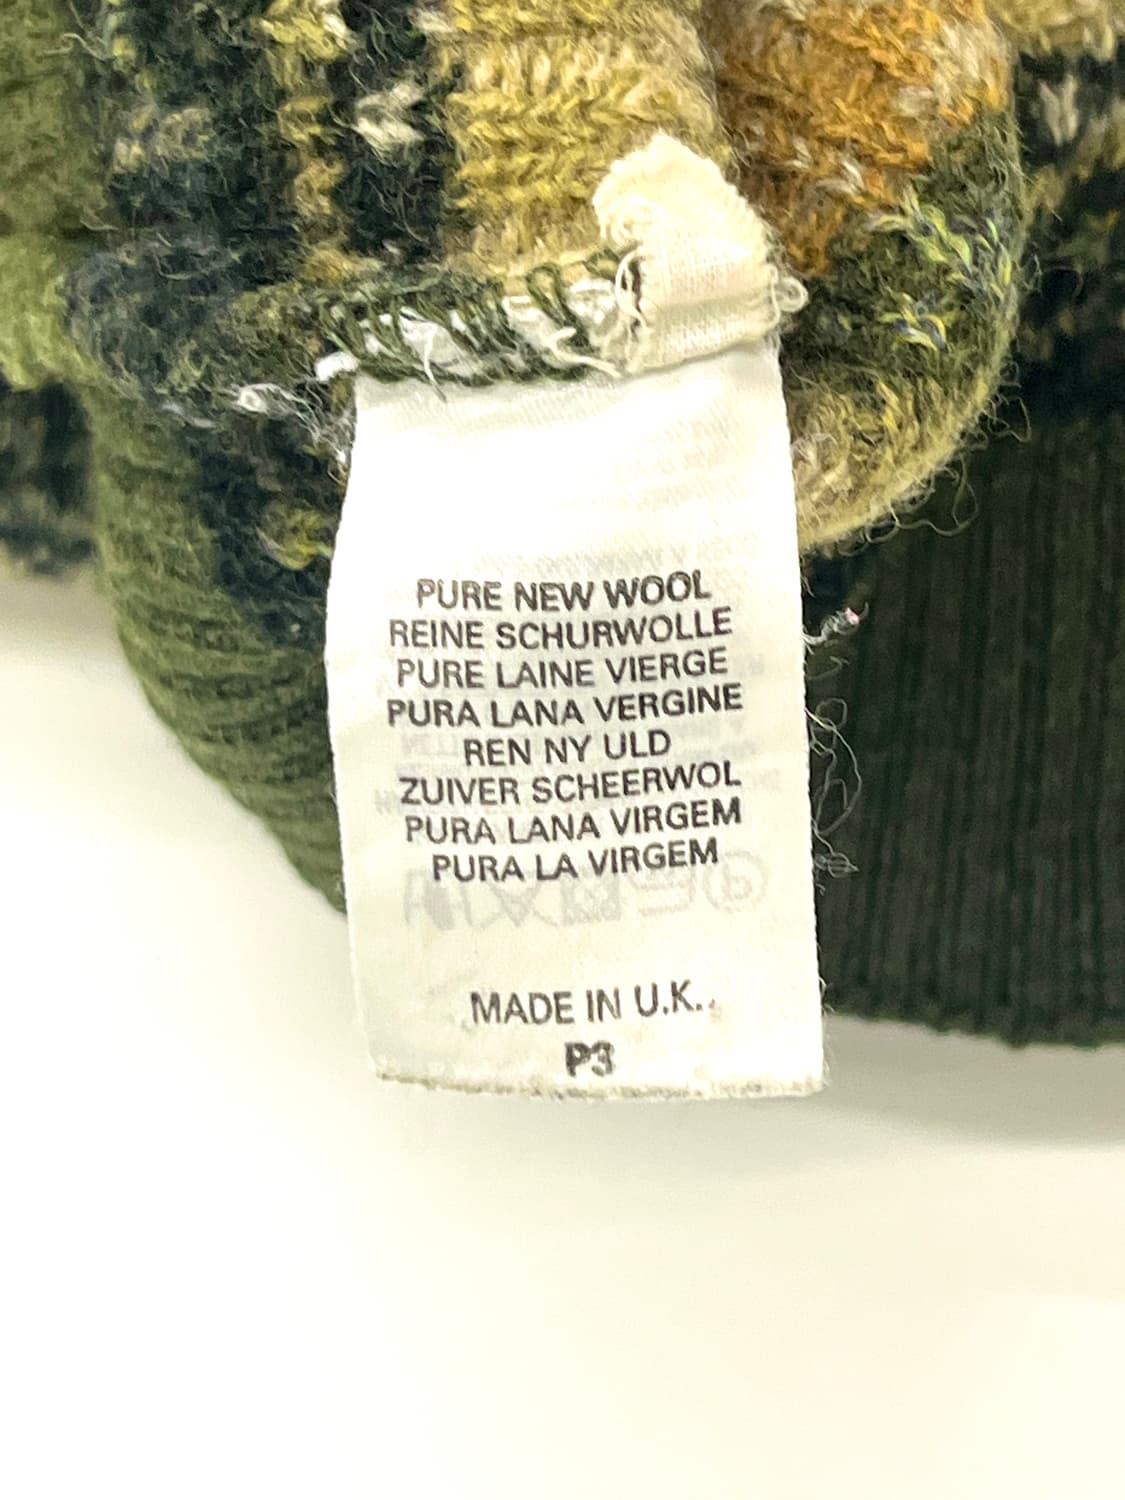 PURE NEW WOOL
REINE SCHURWOLLE
PURE LAINE VIERGE
PURA LANA VERGINE
REN NY ULD
ZUIVER SCHEERWOL
PURA LANA VIRGEM
PURA LA VIRGEM
MADE IN U.K.
P3